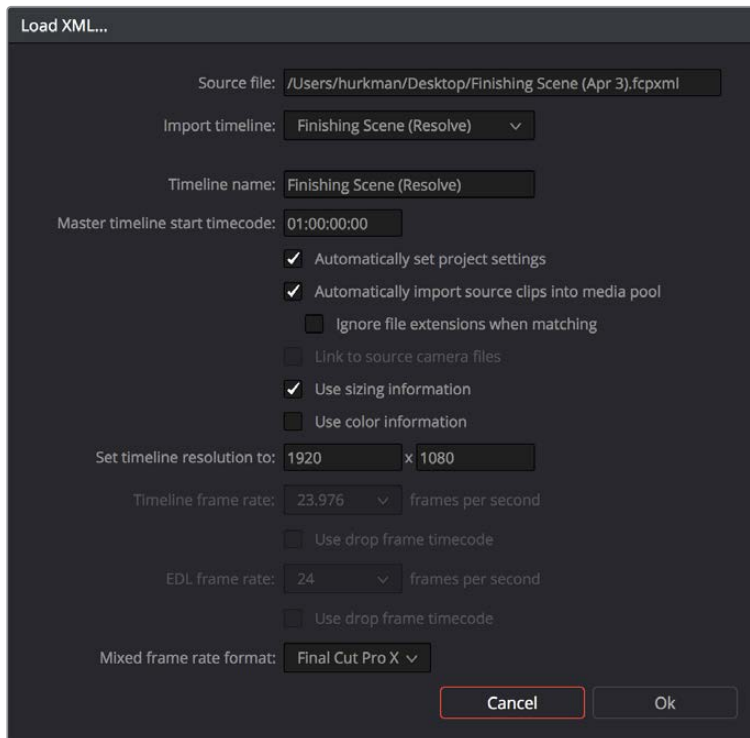 Load XML...
Source file: /Users/hurkman/Desktop/Finishing Scene (Apr 3).fcpxml
Import timeline: Finishing Scene (Resolve)
Timeline name: Finishing Scene (Resolve)
Master timeline start timecode: 01:00:00:00
Automatically set project settings
Automatically import source clips into media pool
Ignore file extensions when matching
Link to source camera files
Use sizing information
Use color information
Set timeline resolution to: 1920 x 1080
Timeline frame rate: 23.976 frames per second
Use drop frame timecode
EDL frame rate: 24 frames per second
Use drop frame timecode
Mixed frame rate format: Final Cut Pro X
Cancel Ok